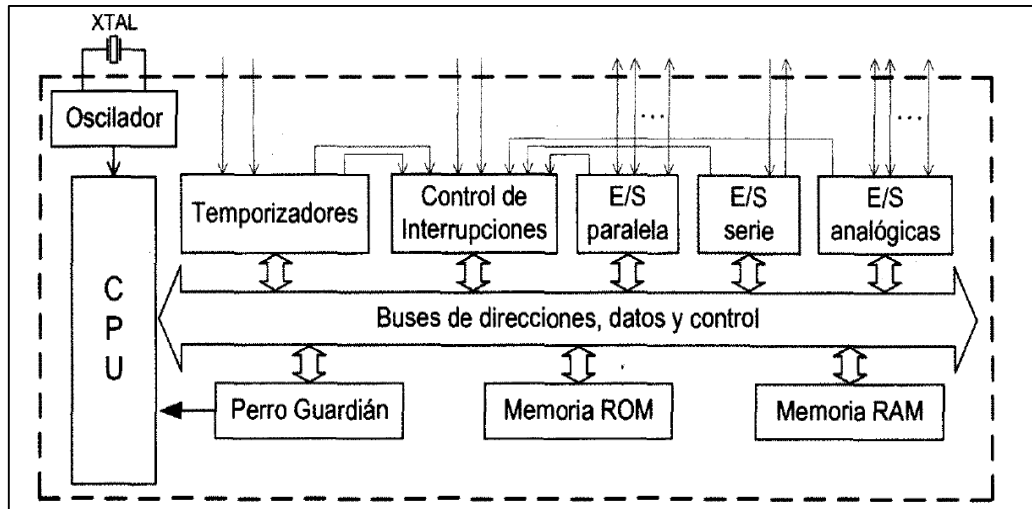 XTAL
Oscilador
Temporizadores
Control de
Interrupciones
E/S
paralela
E/S
serie
E/S
analógicas
...
...
C
P
U
Buses de direcciones, datos y control
Perro Guardián
Memoria ROM
Memoria RAM